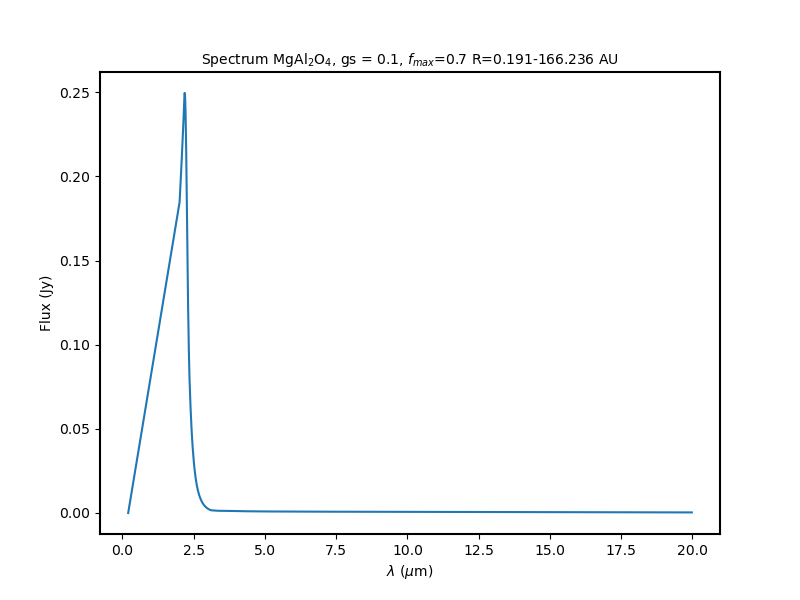 Spectrum MgAl₂O₄, gs = 0.1, f_max=0.7 R=0.191-166.236 AU
0.25
0.20
0.15
0.10
0.05
0.00
Flux (Jy)
0.0 2.5 5.0 7.5 10.0 12.5 15.0 17.5 20.0
λ (μm)